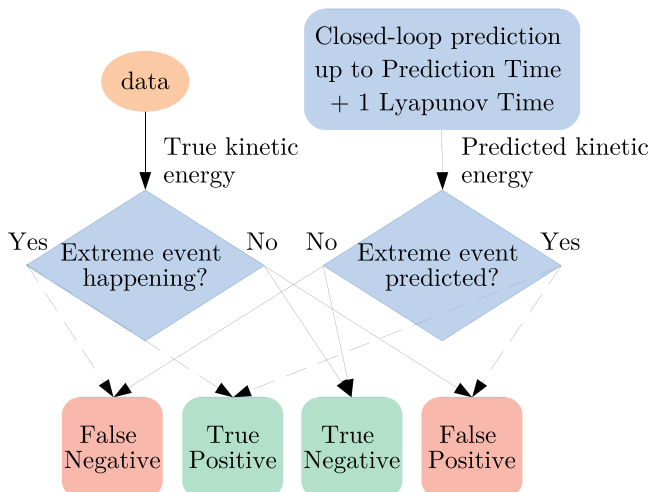 Closed-loop prediction
up to Prediction Time
+ 1 Lyapunov Time
data
True kinetic
energy
Predicted kinetic
energy
Yes
No
No
Yes
Extreme event
happening?
Extreme event
predicted?
False
Negative
True
Positive
True
Negative
False
Positive